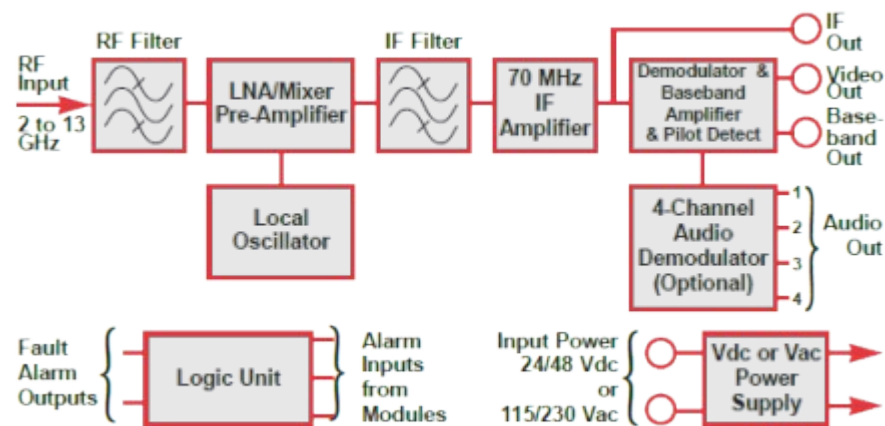 RF Filter
RF
Input
2 to 13
GHz
LNA/Mixer
Pre-Amplifier
IF Filter
70 MHz
IF
Amplifier
IF
Out
Demodulator &
Baseband
Amplifier
& Pilot Detect
Video
Out
Base-
band
Out
Local
Oscillator
4-Channel
Audio
Demodulator
(Optional)
1
2
3
4
Audio
Out
Fault
Alarm
Outputs
Logic Unit
Alarm
Inputs
from
Modules
Input Power
24/48 Vdc
or
115/230 Vac
Vdc or Vac
Power
Supply